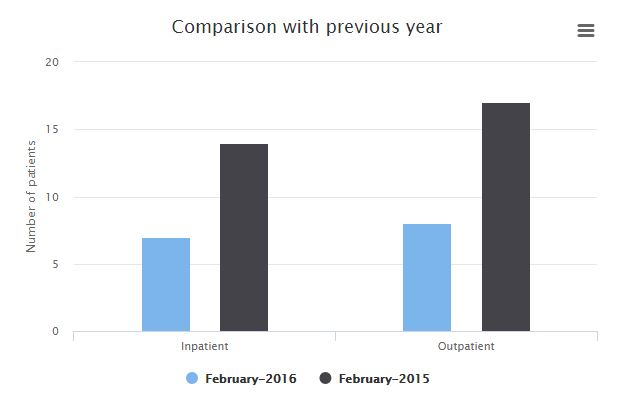 Comparison with previous year
Number of patients
20
15
10
5
0
Inpatient Outpatient
February-2016 February-2015